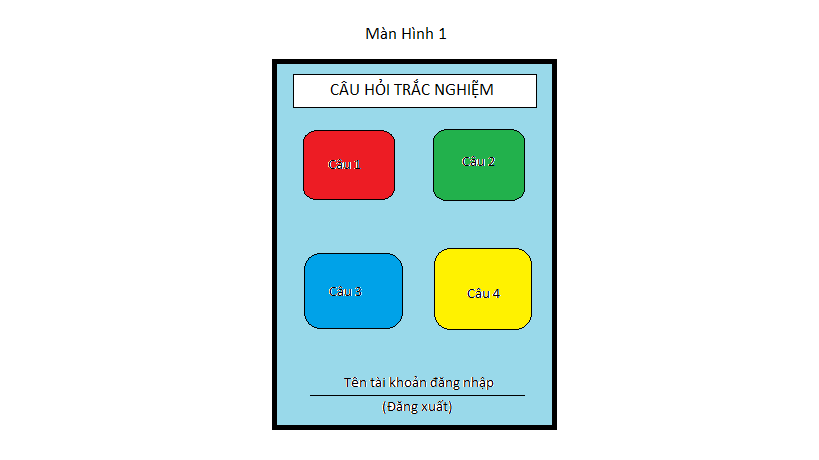 Màn Hình 1
CÂU HỎI TRẮC NGHIỆM
Câu 1
Câu 2
Câu 3
Câu 4
Tên tài khoản đăng nhập
(Đăng xuất)